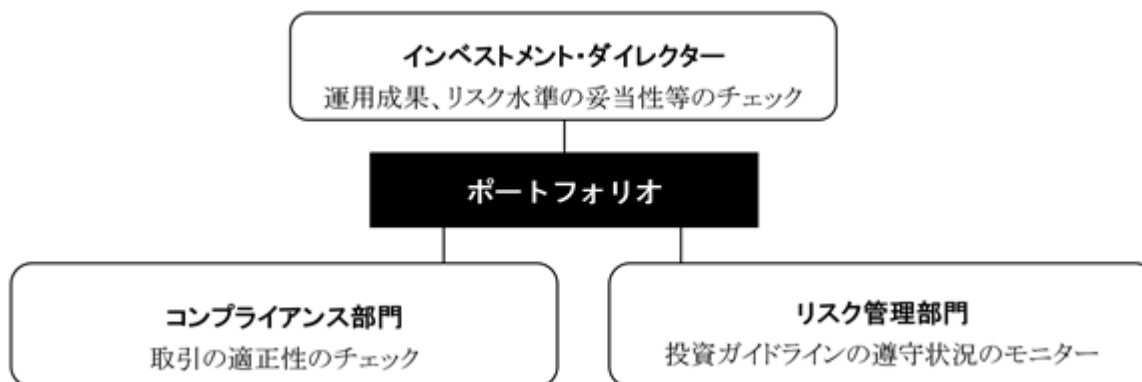 インベストメント・ダイレクター
運用成果、リスク水準の妥当性等のチェック
ポートフォリオ
コンプライアンス部門
取引の適正性のチェック
リスク管理部門
投資ガイドラインの遵守状況のモニター